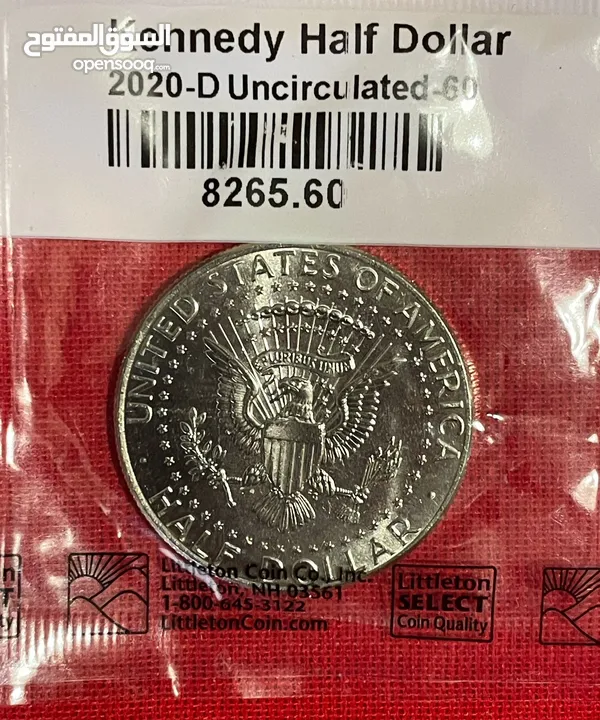 السوق المفتوح
opensooq.com
Kennedy Half Dollar
2020-D Uncirculated-60
8265.60
UNITED STATES OF AMERICA
E PLURIBUS UNUM
HALF DOLLAR
Littleton Coin Co., Inc
Littleton, NH 03561
1-800-645-3122
LittletonCoin.com
Littleton
SELECT
Coin Quality